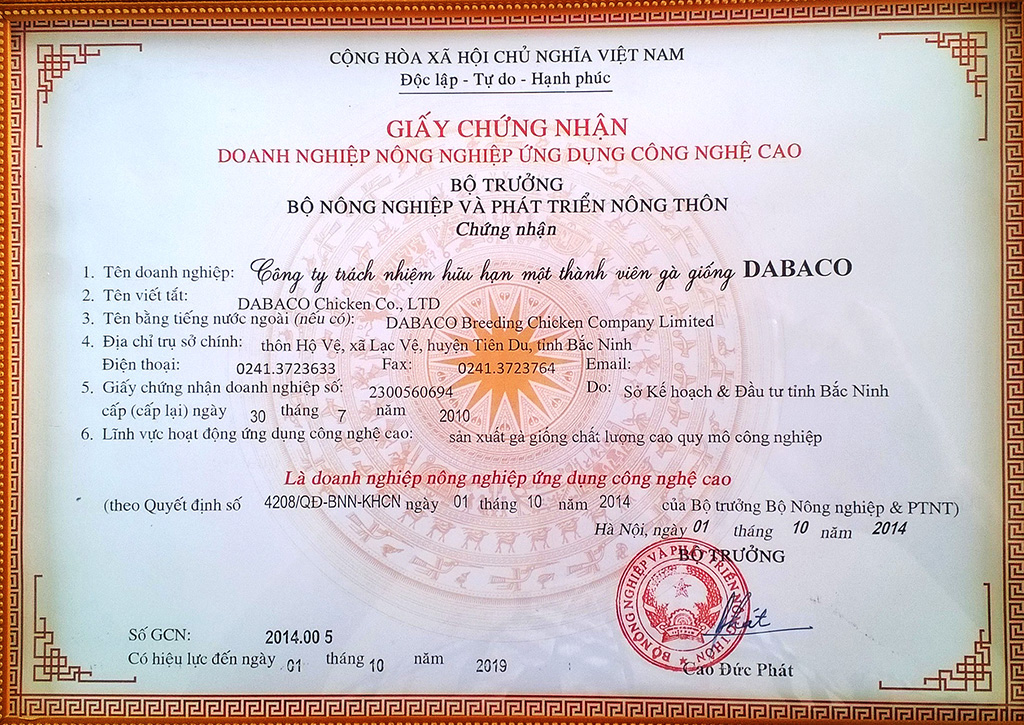 CỘNG HÒA XÃ HỘI CHỦ NGHĨA VIỆT NAM
Độc lập - Tự do - Hạnh phúc
GIẤY CHỨNG NHẬN
DOANH NGHIỆP NÔNG NGHIỆP ỨNG DỤNG CÔNG NGHỆ CAO
BỘ TRƯỞNG
BỘ NÔNG NGHIỆP VÀ PHÁT TRIỂN NÔNG THÔN
Chứng nhận
1. Tên doanh nghiệp: Công ty trách nhiệm hữu hạn một thành viên gà giống DABACO
2. Tên viết tắt: DABACO Chicken Co., LTD
3. Tên bằng tiếng nước ngoài (nếu có): DABACO Breeding Chicken Company Limited
4. Địa chỉ trụ sở chính: thôn Hộ Vệ, xã Lạc Vệ, huyện Tiên Du, tỉnh Bắc Ninh
Điện thoại: 0241.3723633 Fax: 0241.3723764 Email:
5. Giấy chứng nhận doanh nghiệp số: 2300560694 Do: Sở Kế hoạch & Đầu tư tỉnh Bắc Ninh
cấp (cấp lại) ngày 30 tháng 7 năm 2010
6. Lĩnh vực hoạt động ứng dụng công nghệ cao: sản xuất gà giống chất lượng cao quy mô công nghiệp
Là doanh nghiệp nông nghiệp ứng dụng công nghệ cao
(theo Quyết định số 4208/QĐ-BNN-KHCN ngày 01 tháng 10 năm 2014 của Bộ trưởng Bộ Nông nghiệp & PTNT)
Hà Nội, ngày 01 tháng 10 năm 2014
BỘ TRƯỞNG
BỘ NÔNG NGHIỆP VÀ PHÁT TRIỂN NÔNG THÔN
Cao Đức Phát
Số GCN: 2014.00 5
Có hiệu lực đến ngày 01 tháng 10 năm 2019